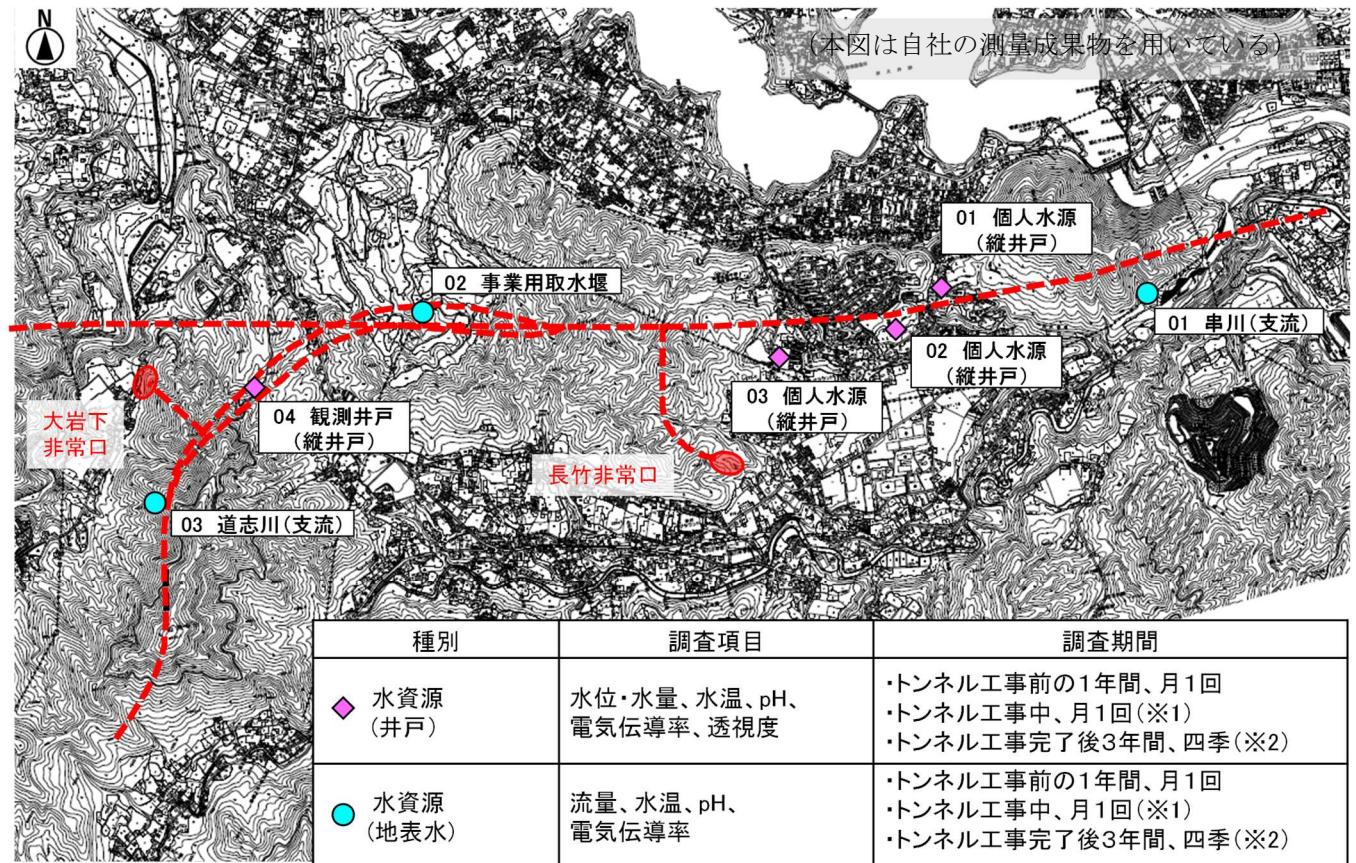 N
(本図は自社の測量成果物を用いている)
01 個人水源
(縦井戸)
02 事業用取水堰
01 串川(支流)
02 個人水源
(縦井戸)
03 個人水源
(縦井戸)
04 観測井戸
(縦井戸)
大岩下
非常口
長竹非常口
03 道志川(支流)
種別
調査項目
調査期間
水資源
(井戸)
水位・水量、水温、pH、
電気伝導率、透視度
・トンネル工事前の1年間、月1回
・トンネル工事中、月1回(※1)
・トンネル工事完了後3年間、四季(※2)
水資源
(地表水)
流量、水温、pH、
電気伝導率
・トンネル工事前の1年間、月1回
・トンネル工事中、月1回(※1)
・トンネル工事完了後3年間、四季(※2)